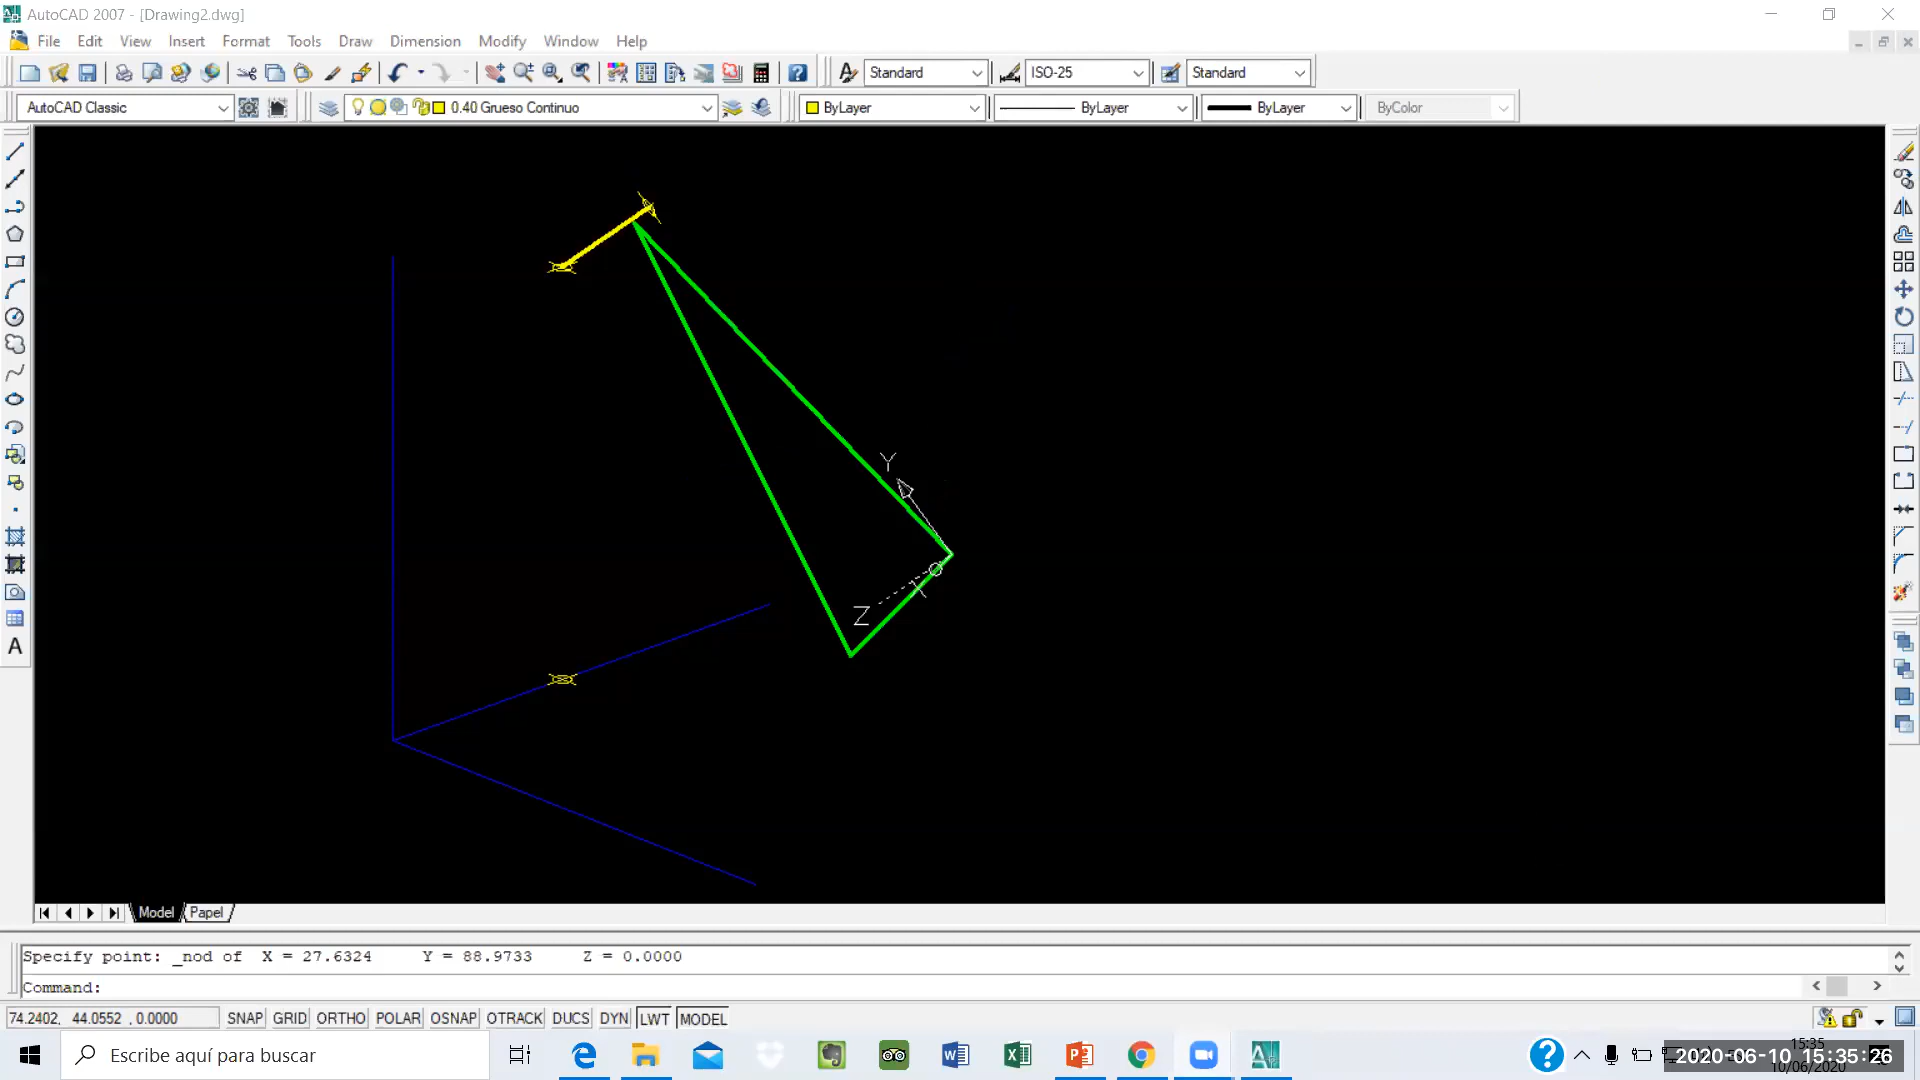 AutoCAD 2007 - [Drawing2.dwg]
File Edit View Insert Format Tools Draw Dimension Modify Window Help
Standard ISO-25 Standard
AutoCAD Classic 0.40 Grueso Continuo ByLayer ByLayer ByLayer ByColor
Y
X
Z
A
Model Papel
Specify point: _nod of X = 27.6324 Y = 88.9733 Z = 0.0000
Command:
74.2402, 44.0552 , 0.0000 SNAP GRID ORTHO POLAR OSNAP OTRACK DUCS DYN LWT MODEL
Escribe aquí para buscar
15:35
2020-06-10 15:35:26
10/06/2020